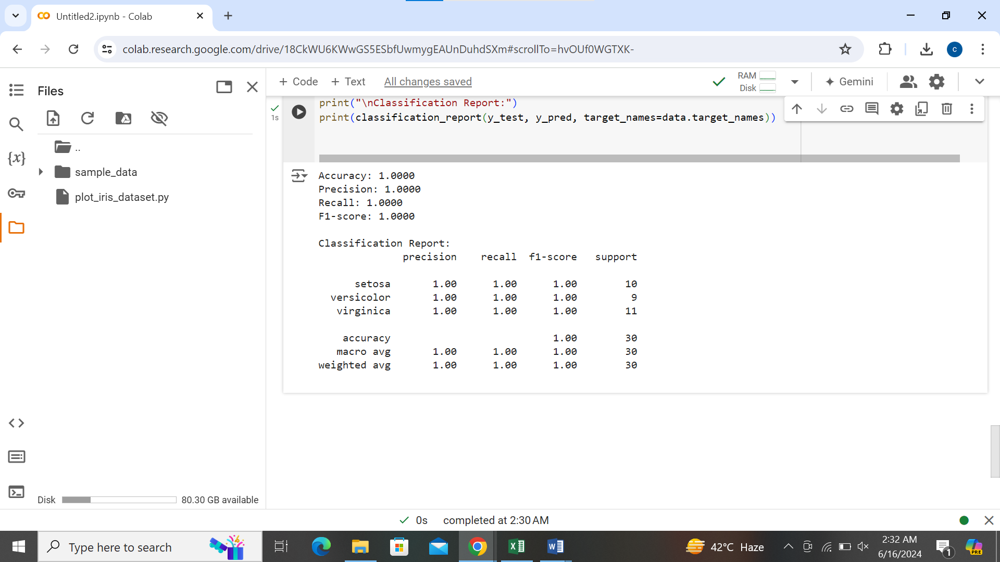 Untitled2.ipynb - Colab
colab.research.google.com/drive/18CkWU6KWwGS5ESbfUwmygEAUnDuhdSXm#scrollTo=hvOUf0WGTXK-
C
Files
+ Code + Text All changes saved
RAM
Disk
Gemini
..
sample_data
plot_iris_dataset.py
{x}
1s
print("\nClassification Report:")
print(classification_report(y_test, y_pred, target_names=data.target_names))
Accuracy: 1.0000
Precision: 1.0000
Recall: 1.0000
F1-score: 1.0000
Classification Report:
precision recall f1-score support
setosa 1.00 1.00 1.00 10
versicolor 1.00 1.00 1.00 9
virginica 1.00 1.00 1.00 11
accuracy 1.00 30
macro avg 1.00 1.00 1.00 30
weighted avg 1.00 1.00 1.00 30
Disk 80.30 GB available
0s completed at 2:30 AM
Type here to search
42°C Haze
2:32 AM
6/16/2024
1
PRE